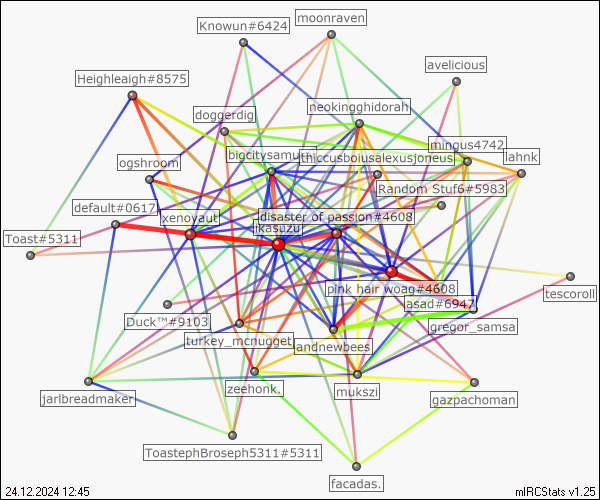 Knowun#6424
moonraven
avelicious
Heighleaigh#8575
neokingghidorah
doggerdig
mingus4742
bigcitysamu
thiccusboiusalexusjoneus
lahnk
ogshroom
Random Stuf6#5983
default#0617
xenoyaut
disaster of passion#4608
ikasuzu
Toast#5311
pink hair woag#4608
tescoroll
asad#6947
Duck™#9103
gregor_samsa
turkey_mcnugget
landnewbees
zeehonk.
mukszi
jarlbreadmaker
gazpachoman
ToastephBroseph5311#5311
facadas.
24.12.2024 12:45
mIRCStats v1.25